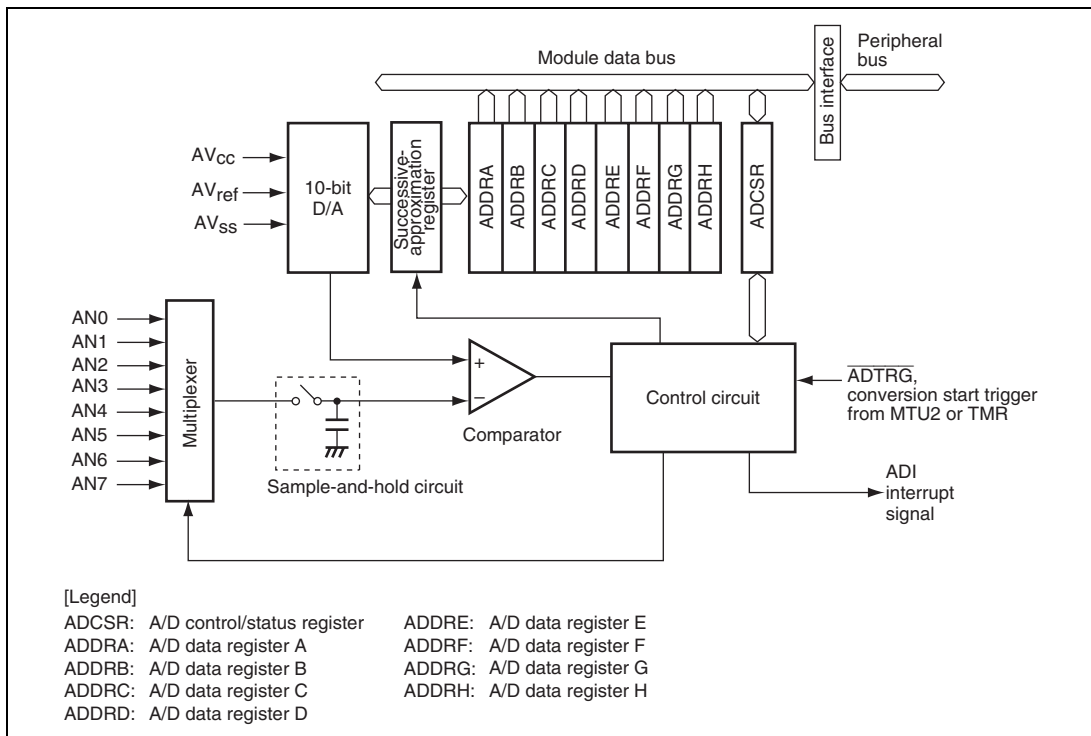 Module data bus
Peripheral
bus
Bus interface
AVcc
AVref
AVss
10-bit
D/A
Successive-
approximation
register
ADDRA
ADDRB
ADDRC
ADDRD
ADDRE
ADDRF
ADDRG
ADDRH
ADCSR
AN0
AN1
AN2
AN3
AN4
AN5
AN6
AN7
Multiplexer
Sample-and-hold circuit
+
−
Comparator
Control circuit
ADTRG,
conversion start trigger
from MTU2 or TMR
ADI
interrupt
signal
[Legend]
ADCSR: A/D control/status register
ADDRA: A/D data register A
ADDRB: A/D data register B
ADDRC: A/D data register C
ADDRD: A/D data register D
ADDRE: A/D data register E
ADDRF: A/D data register F
ADDRG: A/D data register G
ADDRH: A/D data register H